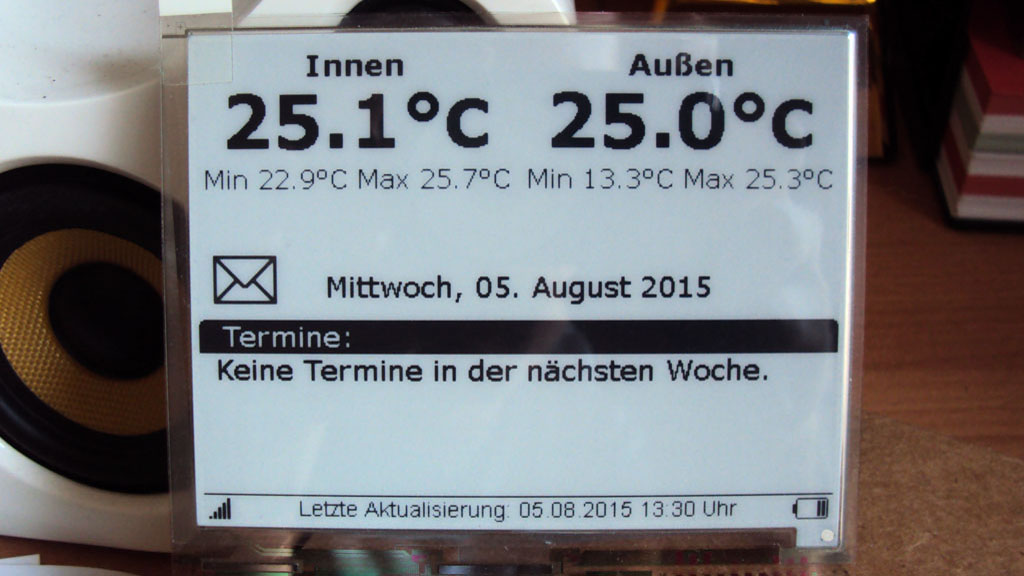 Innen Außen
25.1°C 25.0°C
Min 22.9°C Max 25.7°C Min 13.3°C Max 25.3°C
Mittwoch, 05. August 2015
Termine:
Keine Termine in der nächsten Woche.
Letzte Aktualisierung: 05.08.2015 13:30 Uhr